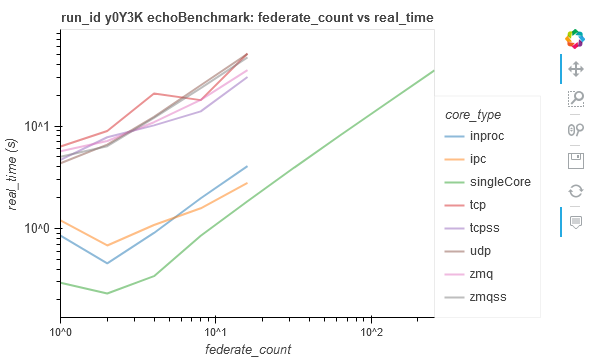 run_id y0Y3K echoBenchmark: federate_count vs real_time
real_time (s)
10^1
10^0
10^0
10^1
10^2
federate_count
core_type
inproc
ipc
singleCore
tcp
tcpss
udp
zmq
zmqss